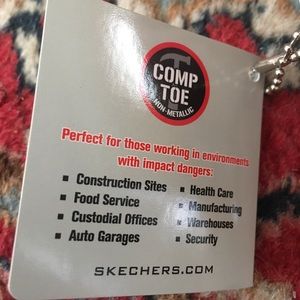 COMP
TOE
NON-METALLIC
Perfect for those working in environments
with impact dangers:
▪ Construction Sites
▪ Food Service
▪ Custodial Offices
▪ Auto Garages
▪ Health Care
▪ Manufacturing
▪ Warehouses
▪ Security
SKECHERS.COM